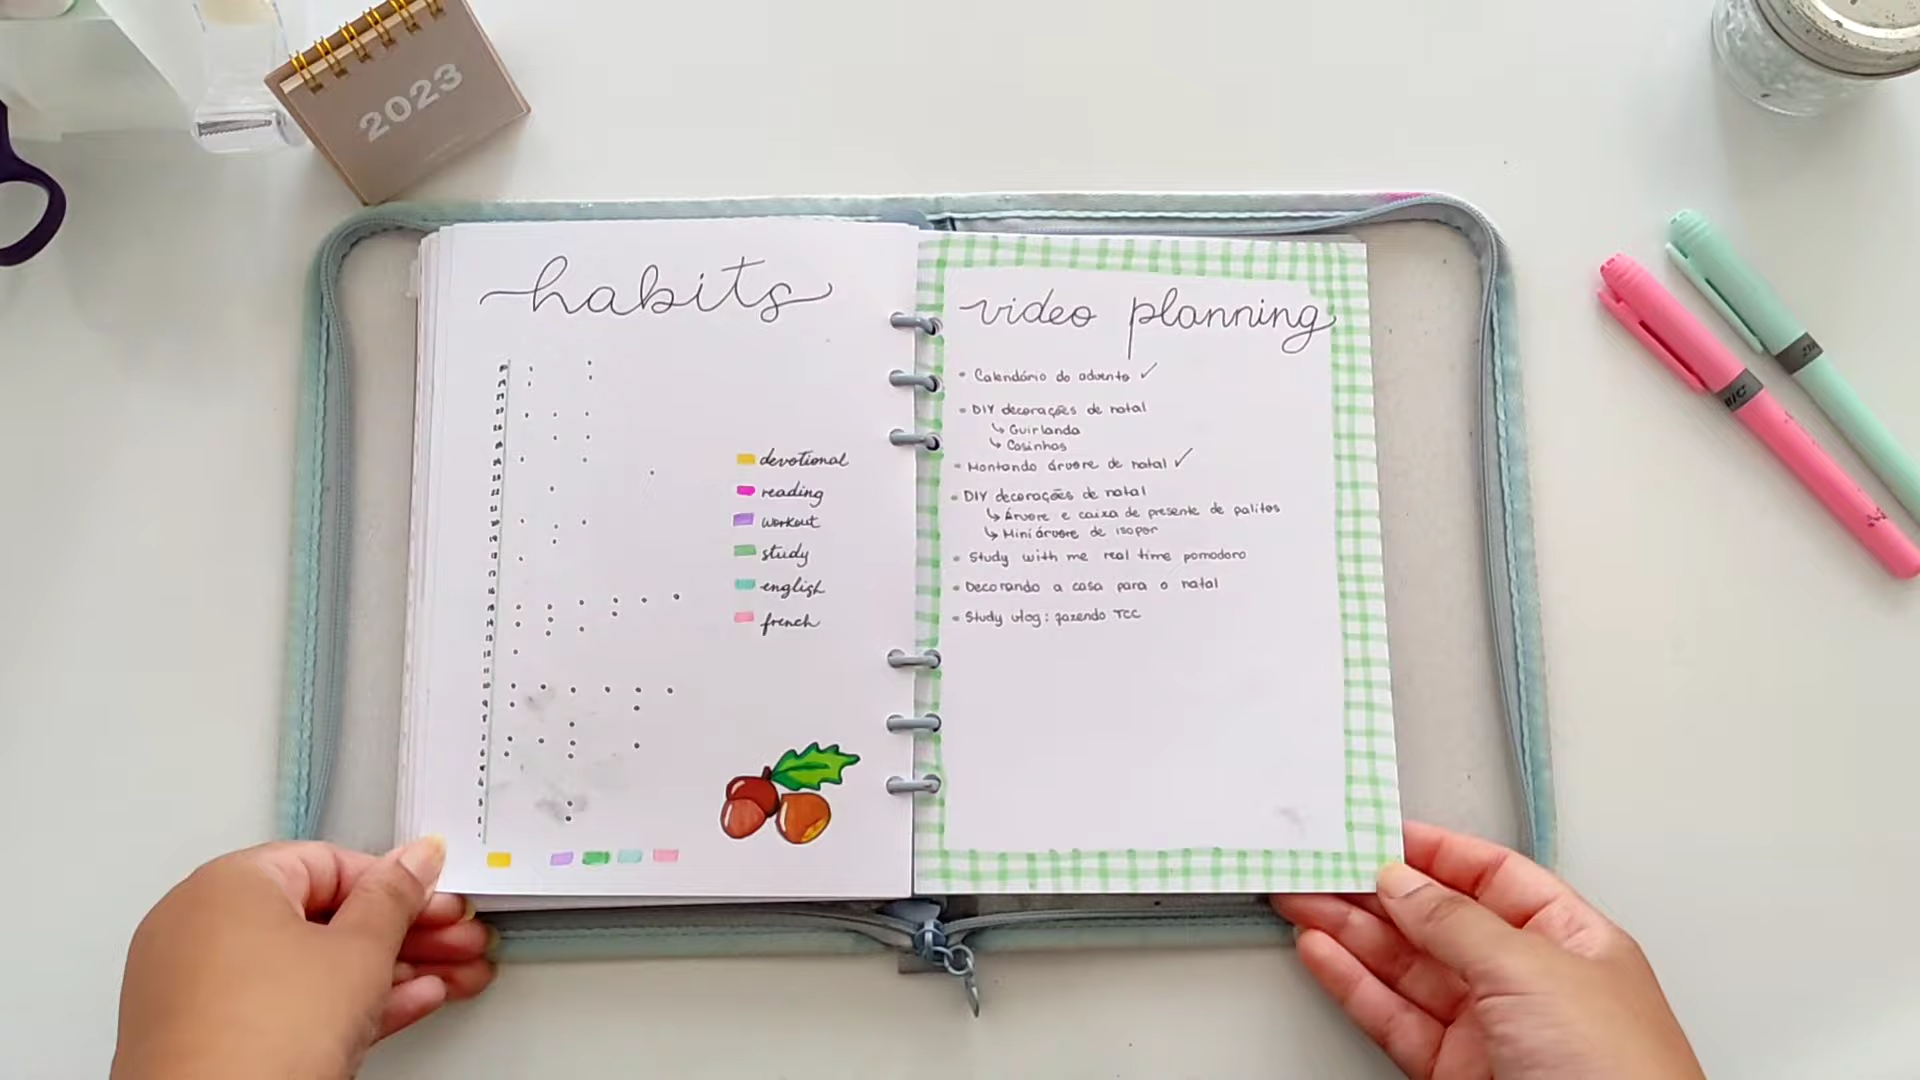 2023
habits
devotional
reading
workout
study
english
french
video planning
• Calendário do advento ✓
• DIY decorações de natal
↳ Guirlanda
↳ Casinhas
• Montando árvore de natal ✓
• DIY decorações de natal
↳ Árvore e caixa de presente de palitos
↳ Mini árvore de isopor
• Study with me real time pomodoro
• Decorando a casa para o natal
• Study vlog: fazendo TCC
BIC